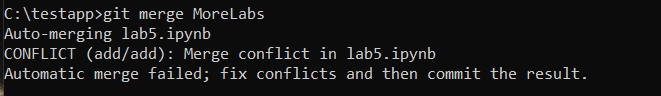 C:\testapp>git merge MoreLabs
Auto-merging lab5.ipynb
CONFLICT (add/add): Merge conflict in lab5.ipynb
Automatic merge failed; fix conflicts and then commit the result.